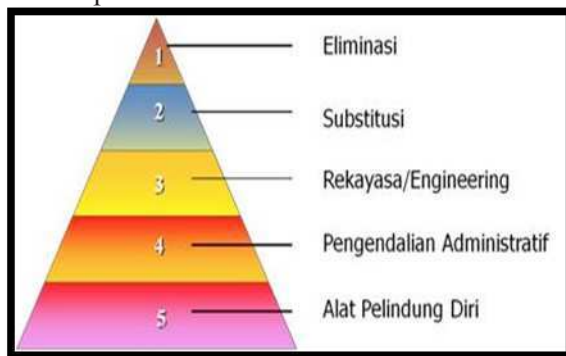 1 Eliminasi
2 Substitusi
3 Rekayasa/Engineering
4 Pengendalian Administratif
5 Alat Pelindung Diri